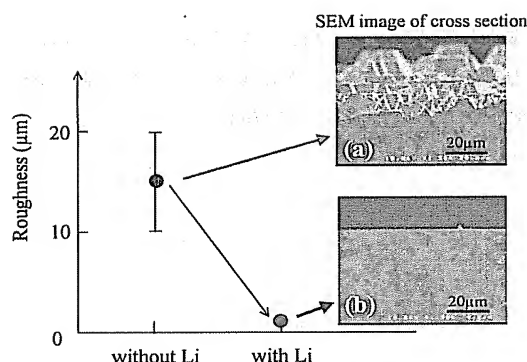 SEM image of cross section
Roughness (μm)
20
10
0
without Li
with Li
(a)
20μm
(b)
20μm